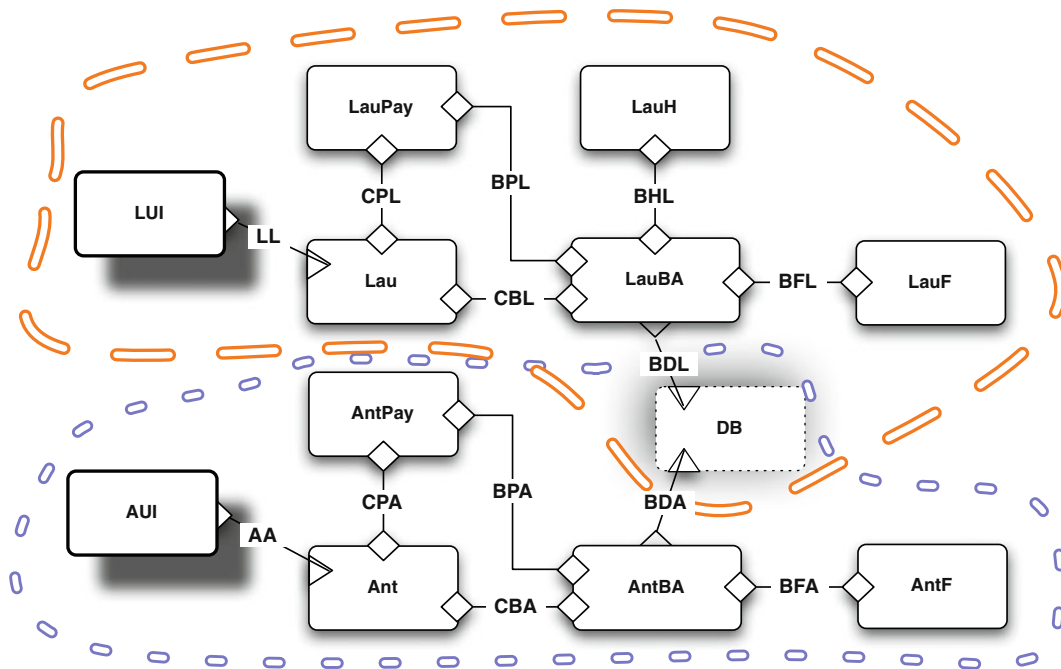 LauPay
LauH
CPL
BPL
BHL
LUI
LL
Lau
CBL
LauBA
BFL
LauF
BDL
AntPay
DB
CPA
BPA
BDA
AUI
AA
Ant
CBA
AntBA
BFA
AntF